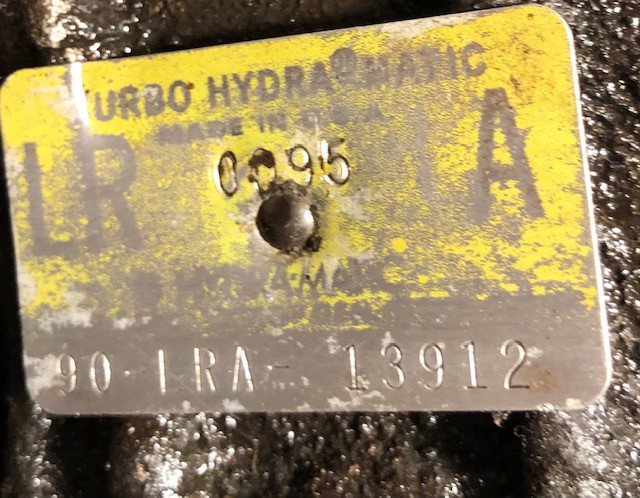 TURBO HYDRA®MATIC
MADE IN U.S.A
LR 0095 A
90-LRA-13912